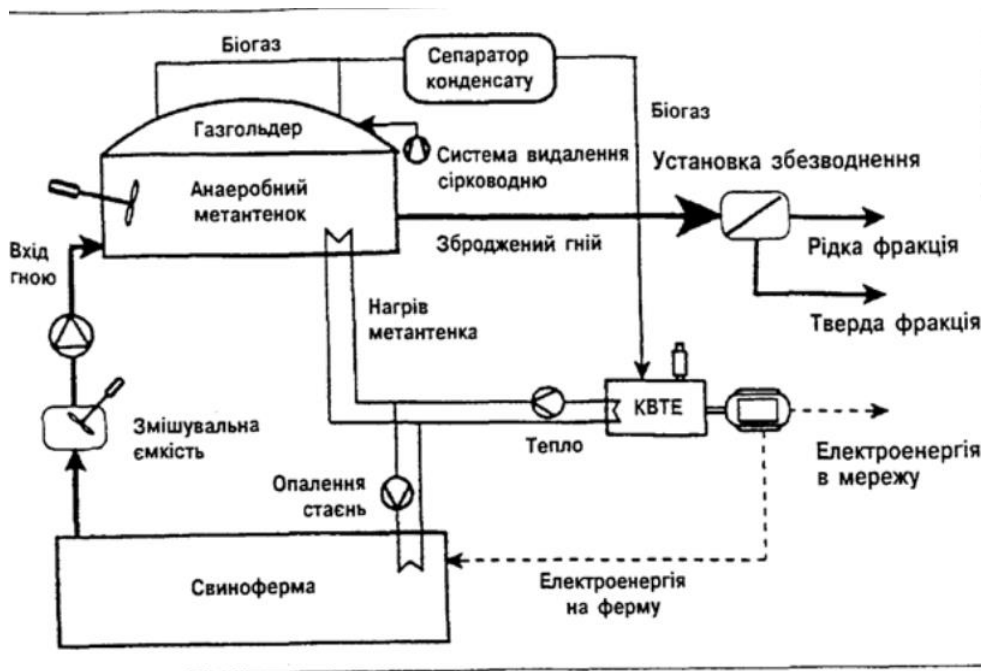 Біогаз
Сепаратор
конденсату
Біогаз
Газгольдер
Система видалення
сірководню
Установка збезводнення
Анаеробний
метантенок
Вхід
гною
Зброджений гній
Рідка фракція
Нагрів
метантенка
Тверда фракція
КВТЕ
Змішувальна
ємкість
Тепло
Електроенергія
в мережу
Опалення
стаєнь
Свиноферма
Електроенергія
на ферму